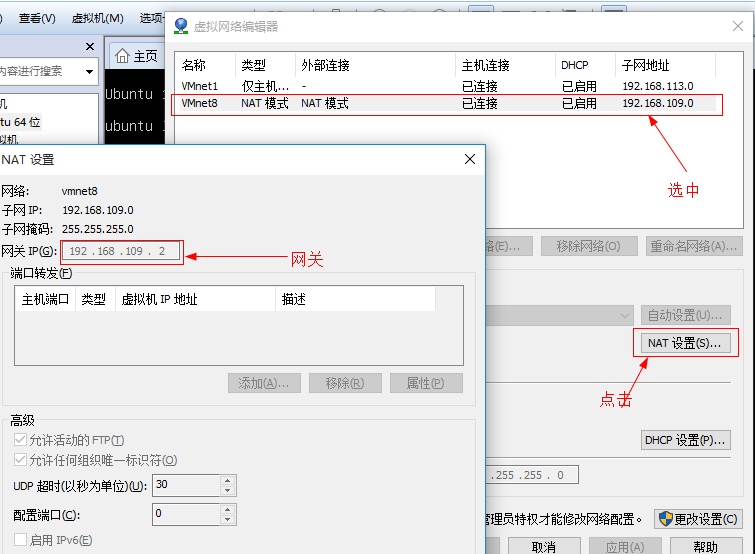 查看(V) 虚拟机(M) 选项
内容进行搜索
主页
机
tu 64 位
拟机
Ubuntu 1
ubuntu 1
虚拟网络编辑器
名称 类型 外部连接 主机连接 DHCP 子网地址
VMnet1 仅主机... - 已连接 已启用 192.168.113.0
VMnet8 NAT 模式 NAT 模式 已连接 已启用 192.168.109.0
选中
络(E)... 移除网络(O) 重命名网络(A)...
自动设置(U)...
NAT 设置(S)...
点击
DHCP 设置(P)...
.255 .255 . 0
管理员特权才能修改网络配置。 更改设置(C)
取消 应用(A) 帮助
NAT 设置
网络: vmnet8
子网 IP: 192.168.109.0
子网掩码: 255.255.255.0
网关 IP(G): 192 . 168 . 109 . 2
网关
端口转发(F)
主机端口 类型 虚拟机 IP 地址 描述
添加(A)... 移除(R) 属性(P)
高级
允许活动的 FTP(T)
允许任何组织唯一标识符(O)
UDP 超时(以秒为单位)(U): 30
配置端口(C): 0
启用 IPv6(E)